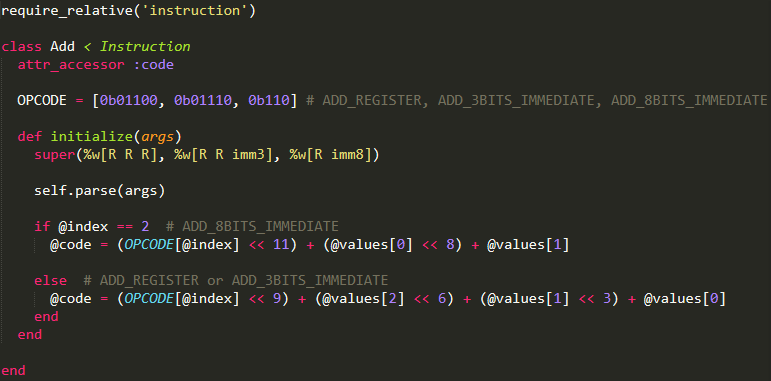 require_relative('instruction')
class Add < Instruction
attr_accessor :code
OPCODE = [0b01100, 0b01110, 0b110] # ADD_REGISTER, ADD_3BITS_IMMEDIATE, ADD_8BITS_IMMEDIATE
def initialize(args)
super(%w[R R R], %w[R R imm3], %w[R imm8])
self.parse(args)
if @index == 2  # ADD_8BITS_IMMEDIATE
@code = (OPCODE[@index] << 11) + (@values[0] << 8) + @values[1]
else  # ADD_REGISTER or ADD_3BITS_IMMEDIATE
@code = (OPCODE[@index] << 9) + (@values[2] << 6) + (@values[1] << 3) + @values[0]
end
end
end